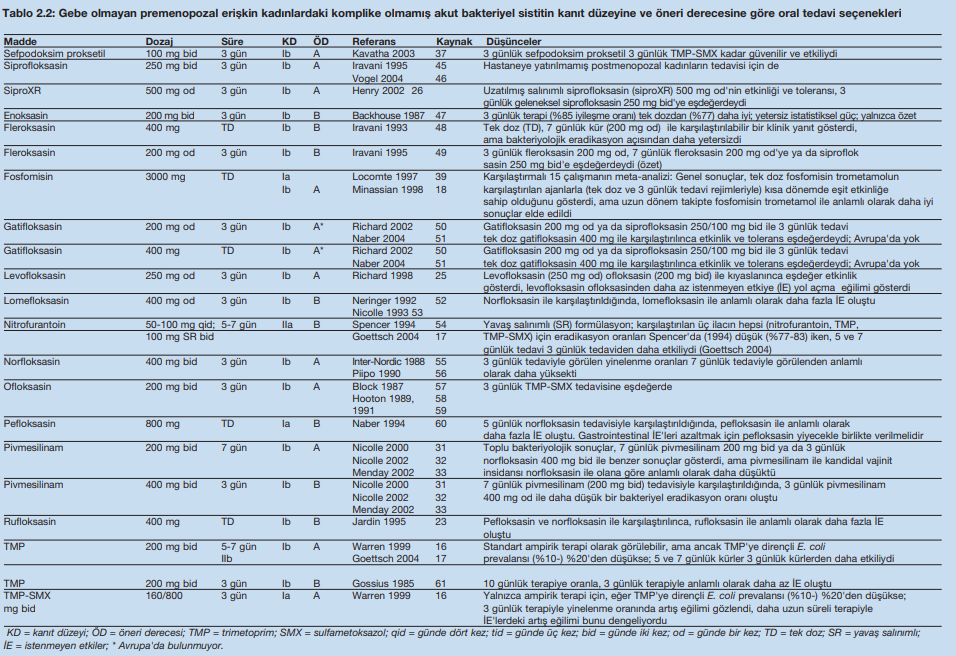 Tablo 2.2: Gebe olmayan premenopozal erişkin kadınlardaki komplike olmamış akut bakteriyel sistitin kanıt düzeyine ve öneri derecesine göre oral tedavi seçenekleri
Madde Dozaj Süre KD ÖD Referans Kaynak Düşünceler
Sefpodoksim proksetil 100 mg bid 3 gün Ib A Kavatha 2003 37 3 günlük sefpodoksim proksetil 3 günlük TMP-SMX kadar güvenilir ve etkiliydi
Siprofloksasin 250 mg bid 3 gün Ib A Iravani 1995 45 Hastaneye yatırılmamış postmenopozal kadınların tedavisi için de
Vogel 2004 46
SiproXR 500 mg od 3 gün Ib A Henry 2002 26 Uzatılmış salınımlı siprofloksasin (siproXR) 500 mg od'nin etkinliği ve toleransı, 3
günlük geleneksel siprofloksasin 250 mg bid'ye eşdeğerdeydi
Enoksasin 200 mg bid 3 gün Ib B Backhouse 1987 47 3 günlük terapi (%85 iyileşme oranı) tek dozdan (%77) daha iyi; yetersiz istatistiksel güç; yalnızca özet
Fleroksasin 400 mg TD Ib B Iravani 1993 48 Tek doz (TD), 7 günlük kür (200 mg od) ile karşılaştırılabilir bir klinik yanıt gösterdi,
ama bakteriyolojik eradikasyon açısından daha yetersizdi
Fleroksasin 200 mg od 3 gün Ib B Iravani 1995 49 3 günlük fleroksasin 200 mg od, 7 günlük fleroksasin 200 mg od'ye ya da siproflok
sasin 250 mg bid'e eşdeğerdeydi (özet)
Fosfomisin 3000 mg TD Ia Locomte 1997 39 Karşılaştırmalı 15 çalışmanın meta-analizi: Genel sonuçlar, tek doz fosfomisin trometamolun
Ib A Minassian 1998 18 karşılaştırılan ajanlarla (tek doz ve 3 günlük tedavi rejimleriyle) kısa dönemde eşit etkinliğe
sahip olduğunu gösterdi, ama uzun dönem takipte fosfomisin trometamol ile anlamlı olarak daha iyi
sonuçlar elde edildi
Gatifloksasin 200 mg od 3 gün Ib A* Richard 2002 50 Gatifloksasin 200 mg od ya da siprofloksasin 250/100 mg bid ile 3 günlük tedavi
Naber 2004 51 tek doz gatifloksasin 400 mg ile karşılaştırılınca etkinlik ve tolerans eşdeğerdeydi; Avrupa'da yok
Gatifloksasin 400 mg TD Ib A* Richard 2002 50 Gatifloksasin 200 mg od ya da siprofloksasin 250/100 mg bid ile 3 günlük tedavi
Naber 2004 51 tek doz gatifloksasin 400 mg ile karşılaştırılınca etkinlik ve tolerans eşdeğerdeydi; Avrupa'da yok
Levofloksasin 250 mg od 3 gün Ib A Richard 1998 25 Levofloksasin (250 mg od) ofloksasin (200 mg bid) ile kıyaslanınca eşdeğer etkinlik
gösterdi, levofloksasin ofloksasinden daha az istenmeyen etkiye (İE) yol açma eğilimi gösterdi
Lomefloksasin 400 mg od 3 gün Ib B Neringer 1992 52 Norfloksasin ile karşılaştırıldığında, lomefloksasin ile anlamlı olarak daha fazla İE oluştu
Nicolle 1993 53
Nitrofurantoin 50-100 mg qid; 5-7 gün IIa B Spencer 1994 54 Yavaş salınımlı (SR) formülasyon; karşılaştırılan üç ilacın hepsi (nitrofurantoin, TMP,
100 mg SR bid Goettsch 2004 17 TMP-SMX) için eradikasyon oranları Spencer'da (1994) düşük (%77-83) iken, 5 ve 7
günlük tedavi 3 günlük tedaviden daha etkiliydi (Goettsch 2004)
Norfloksasin 400 mg bid 3 gün Ib A Inter-Nordic 1988 55 3 günlük tedaviyle görülen yinelenme oranları 7 günlük tedaviyle görülenden anlamlı
Piipo 1990 56 olarak daha yüksekti
Ofloksasin 200 mg bid 3 gün Ib A Block 1987 57 3 günlük TMP-SMX tedavisine eşdeğerde
Hooton 1989, 58
1991 59
Pefloksasin 800 mg TD Ia B Naber 1994 60 5 günlük norfloksasin tedavisiyle karşılaştırıldığında, pefloksasin ile anlamlı olarak
daha fazla İE oluştu. Gastrointestinal İE'leri azaltmak için pefloksasin yiyecekle birlikte verilmelidir
Pivmesilinam 200 mg bid 7 gün Ib A Nicolle 2000 31 Toplu bakteriyolojik sonuçlar, 7 günlük pivmesilinam 200 mg bid ya da 3 günlük
Nicolle 2002 32 norfloksasin 400 mg bid ile benzer sonuçlar gösterdi, ama pivmesilinam ile kandidal vajinit
Menday 2002 33 insidansı norfloksasin ile olana göre anlamlı olarak daha düşüktü
Pivmesilinam 400 mg bid 3 gün Ib B Nicolle 2000 31 7 günlük pivmesilinam (200 mg bid) tedavisiyle karşılaştırıldığında, 3 günlük pivmesilinam
Nicolle 2002 32 400 mg od ile daha düşük bir bakteriyel eradikasyon oranı oluştu
Menday 2002 33
Rufloksasin 400 mg TD Ib B Jardin 1995 23 Pefloksasin ve norfloksasin ile karşılaştırılınca, rufloksasin ile anlamlı olarak daha fazla İE
oluştu
TMP 200 mg bid 5-7 gün Ib A Warren 1999 16 Standart ampirik terapi olarak görülebilir, ama ancak TMP'ye dirençli E. coli
IIb Goettsch 2004 17 prevalansı (%10-) %20'den düşükse; 5 ve 7 günlük kürler 3 günlük kürlerden daha etkiliydi
TMP 200 mg bid 3 gün Ib B Gossius 1985 61 10 günlük terapiye oranla, 3 günlük terapiyle anlamlı olarak daha az İE oluştu
TMP-SMX 160/800 3 gün Ia A Warren 1999 16 Yalnızca ampirik terapi için, eğer TMP'ye dirençli E. coli prevalansı (%10-) %20'den düşükse;
mg bid 3 günlük terapiyle yinelenme oranında artış eğilimi gözlendi, daha uzun süreli terapiyle
İE'lerdeki artış eğilimi bunu dengeliyordu
KD = kanıt düzeyi; ÖD = öneri derecesi; TMP = trimetoprim; SMX = sulfametoksazol; qid = günde dört kez; tid = günde üç kez; bid = günde iki kez; od = günde bir kez; TD = tek doz; SR = yavaş salınımlı;
İE = istenmeyen etkiler; * Avrupa'da bulunmuyor.